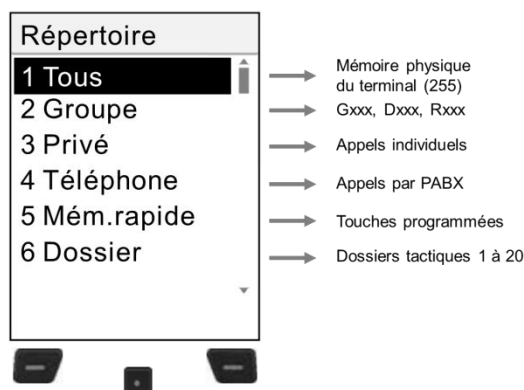 Répertoire
1 Tous
Mémoire physique
du terminal (255)
2 Groupe
Gxxx, Dxxx, Rxxx
3 Privé
Appels individuels
4 Téléphone
Appels par PABX
5 Mém.rapide
Touches programmées
6 Dossier
Dossiers tactiques 1 à 20